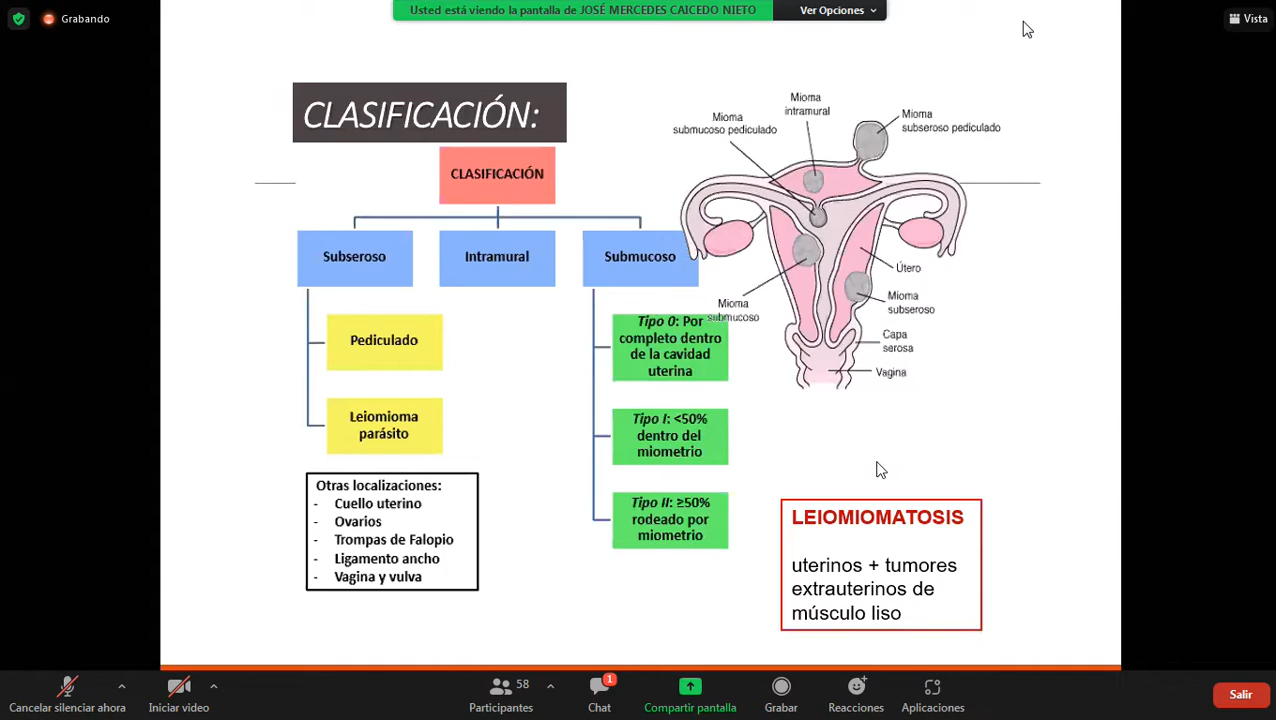 Grabando
Usted está viendo la pantalla de JOSÉ MERCEDES CAICEDO NIETO
Ver Opciones
Vista
CLASIFICACIÓN:
CLASIFICACIÓN
Subseroso
Intramural
Submucoso
Pediculado
Leiomioma
parásito
Tipo 0: Por
completo dentro
de la cavidad
uterina
Tipo I: <50%
dentro del
miometrio
Tipo II: ≥50%
rodeado por
miometrio
Otras localizaciones:
- Cuello uterino
- Ovarios
- Trompas de Falopio
- Ligamento ancho
- Vagina y vulva
Mioma
submucoso pediculado
Mioma
intramural
Mioma
subseroso pediculado
Útero
Mioma
subseroso
Mioma
submucoso
Capa
serosa
Vagina
LEIOMIOMATOSIS
uterinos + tumores
extrauterinos de
músculo liso
Cancelar silenciar ahora
Iniciar video
58
Participantes
1
Chat
Compartir pantalla
Grabar
Reacciones
Aplicaciones
Salir